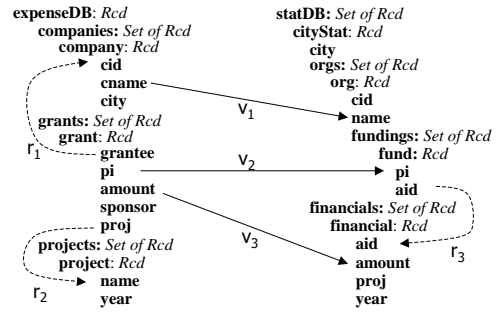 expenseDB: Rcd
companies: Set of Rcd
company: Rcd
cid
cname
city
grants: Set of Rcd
grant: Rcd
grantee
pi
amount
sponsor
proj
projects: Set of Rcd
project: Rcd
name
year
r1
r2
v1
v2
v3
statDB: Set of Rcd
cityStat: Rcd
city
orgs: Set of Rcd
org: Rcd
cid
name
fundings: Set of Rcd
fund: Rcd
pi
aid
financials: Set of Rcd
financial: Rcd
aid
amount
proj
year
r3